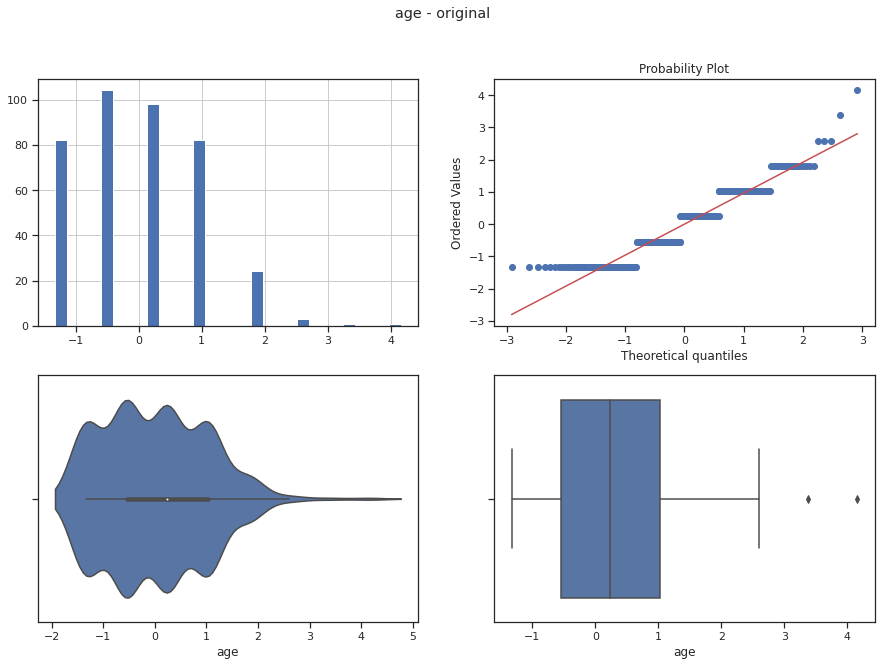 age - original
100
80
60
40
20
0
−1 0 1 2 3 4
Probability Plot
Ordered Values
4
3
2
1
0
−1
−2
−3
−3 −2 −1 0 1 2 3
Theoretical quantiles
−2 −1 0 1 2 3 4 5
age
−1 0 1 2 3 4
age